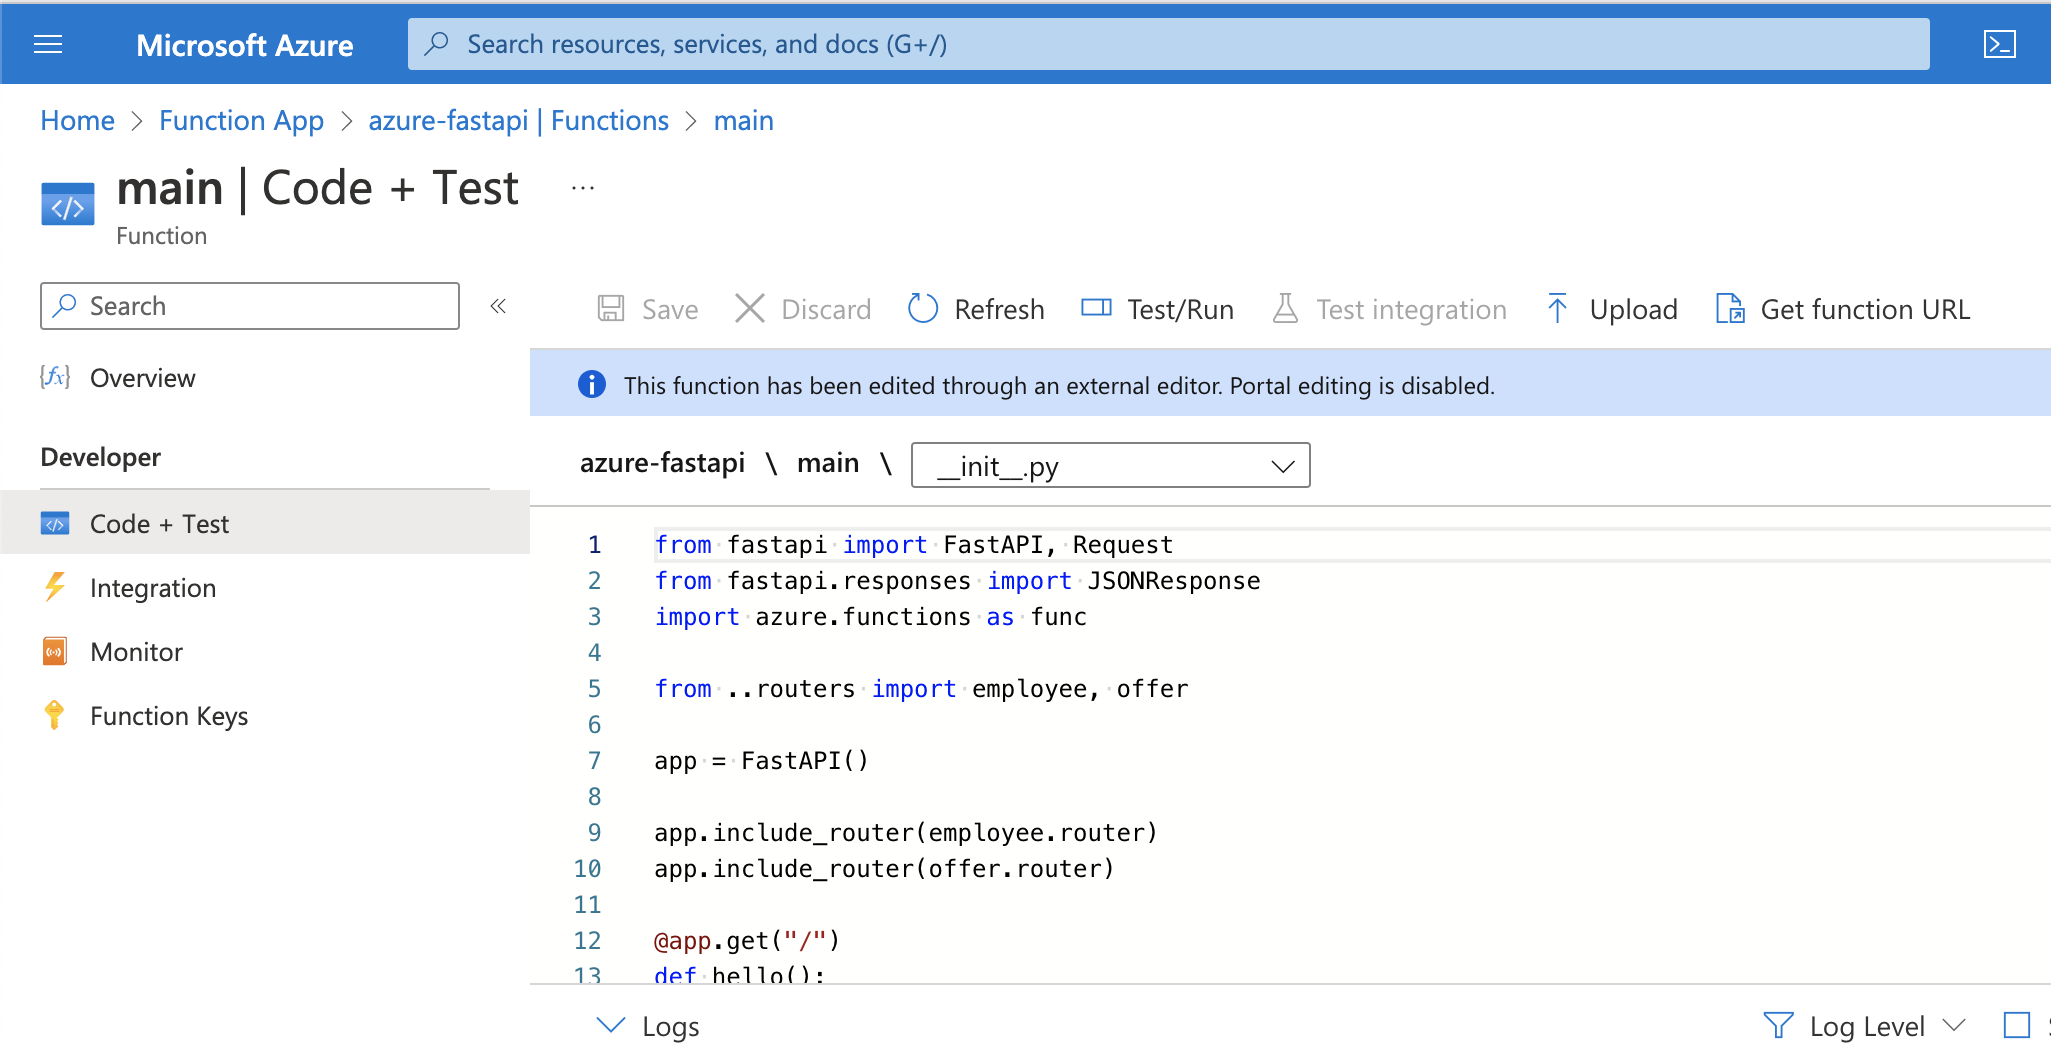 Microsoft Azure
Search resources, services, and docs (G+/)
Home > Function App > azure-fastapi | Functions > main
main | Code + Test ...
Function
Search
«
Overview
Developer
Code + Test
Integration
Monitor
Function Keys
Save Discard Refresh Test/Run Test integration Upload Get function URL
This function has been edited through an external editor. Portal editing is disabled.
azure-fastapi \ main \ __init__.py
1 from fastapi import FastAPI, Request
2 from fastapi.responses import JSONResponse
3 import azure.functions as func
4
5 from ..routers import employee, offer
6
7 app = FastAPI()
8
9 app.include_router(employee.router)
10 app.include_router(offer.router)
11
12 @app.get("/")
13 def hello():
Logs
Log Level